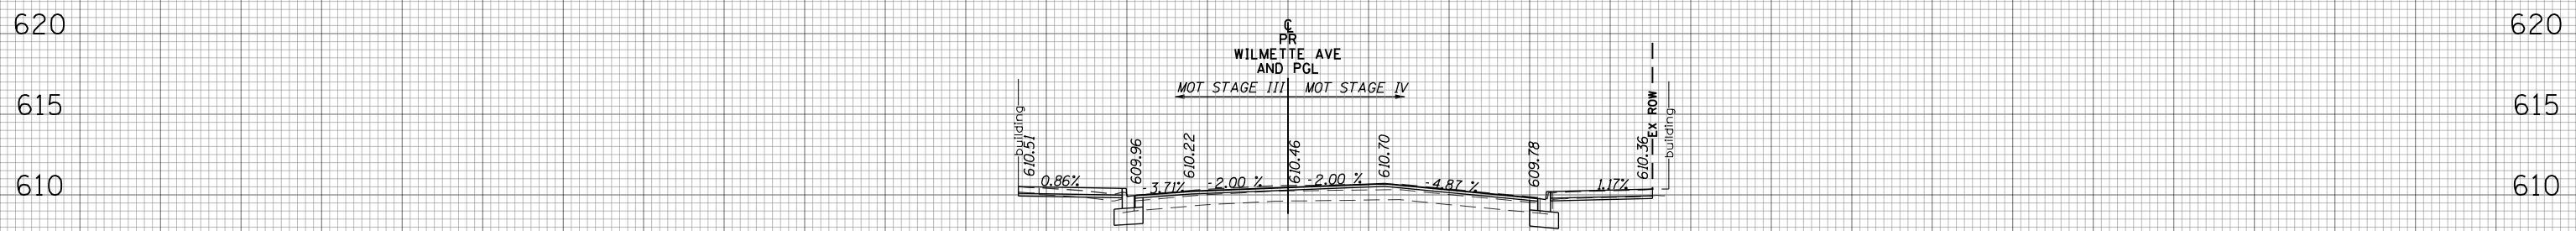 620
620
℄
PR
WILMETTE AVE
AND PGL
MOT STAGE III
MOT STAGE IV
615
615
building
610.51
609.96
610.22
610.46
610.70
609.78
610.36
EX ROW
building
610
0.86%
-3.71%
-2.00 %
-2.00 %
-4.87 %
1.17%
610